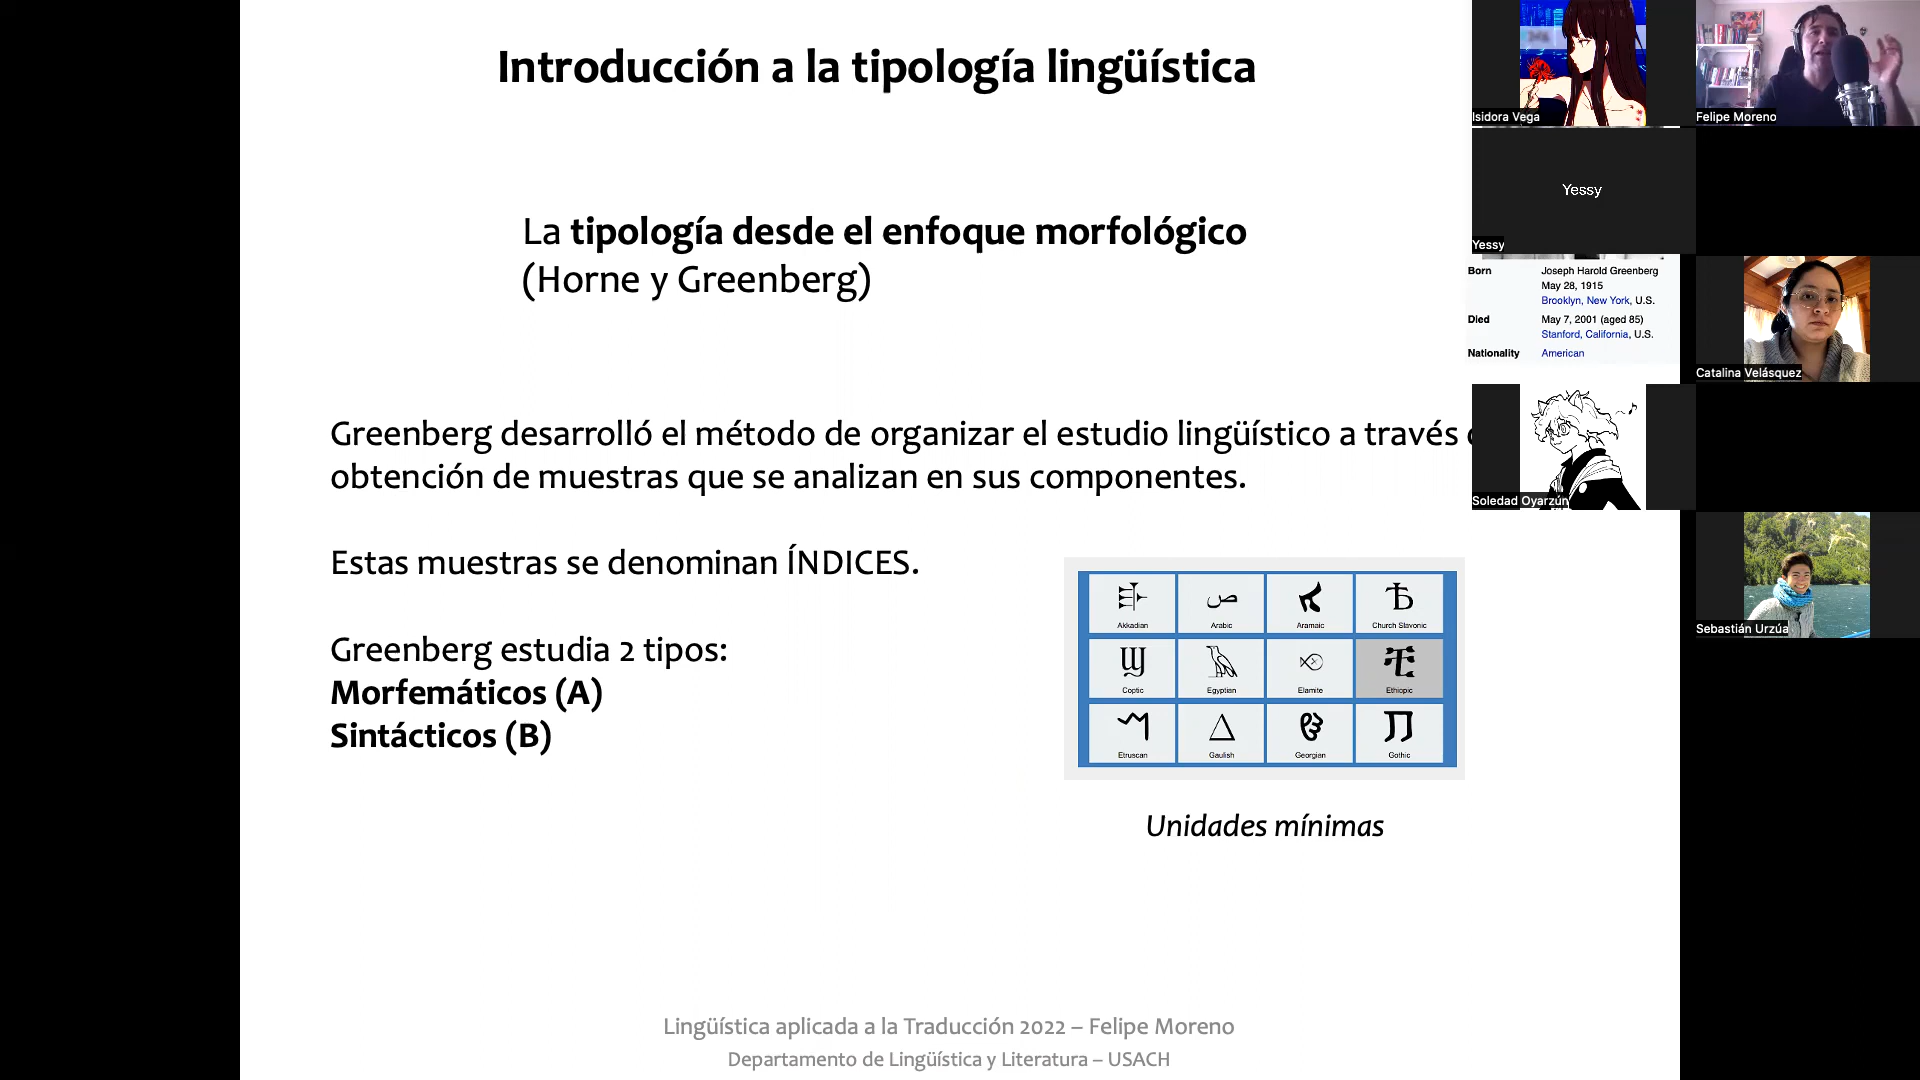 Introducción a la tipología lingüística
La tipología desde el enfoque morfológico
(Horne y Greenberg)
Greenberg desarrolló el método de organizar el estudio lingüístico a través
obtención de muestras que se analizan en sus componentes.
Estas muestras se denominan ÍNDICES.
Greenberg estudia 2 tipos:
Morfemáticos (A)
Sintácticos (B)
Akkadian
Arabic
Aramaic
Church Slavonic
Coptic
Egyptian
Elamite
Ethiopic
Etruscan
Gaulish
Georgian
Gothic
Unidades mínimas
Lingüística aplicada a la Traducción 2022 – Felipe Moreno
Departamento de Lingüística y Literatura – USACH
Isidora Vega
Felipe Moreno
Yessy
Yessy
Born Joseph Harold Greenberg
May 28, 1915
Brooklyn, New York, U.S.
Died May 7, 2001 (aged 85)
Stanford, California, U.S.
Nationality American
Catalina Velásquez
Soledad Oyarzún
Sebastián Urzúa